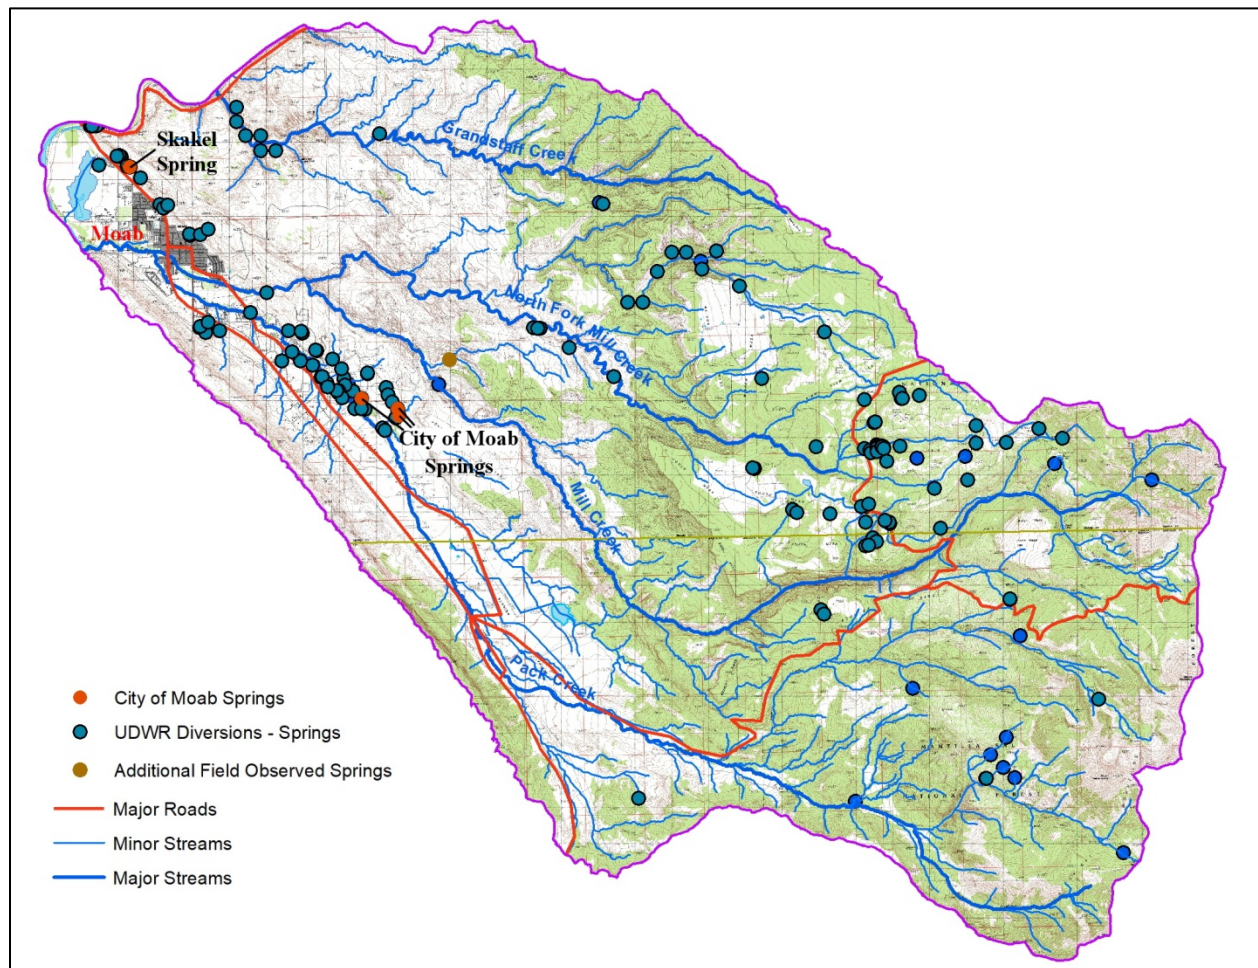 Grandstaff Creek
Skakel
Spring
Moab
North Fork Mill Creek
City of Moab
Springs
Mill Creek
Pack Creek
City of Moab Springs
UDWR Diversions - Springs
Additional Field Observed Springs
Major Roads
Minor Streams
Major Streams
NATIONAL